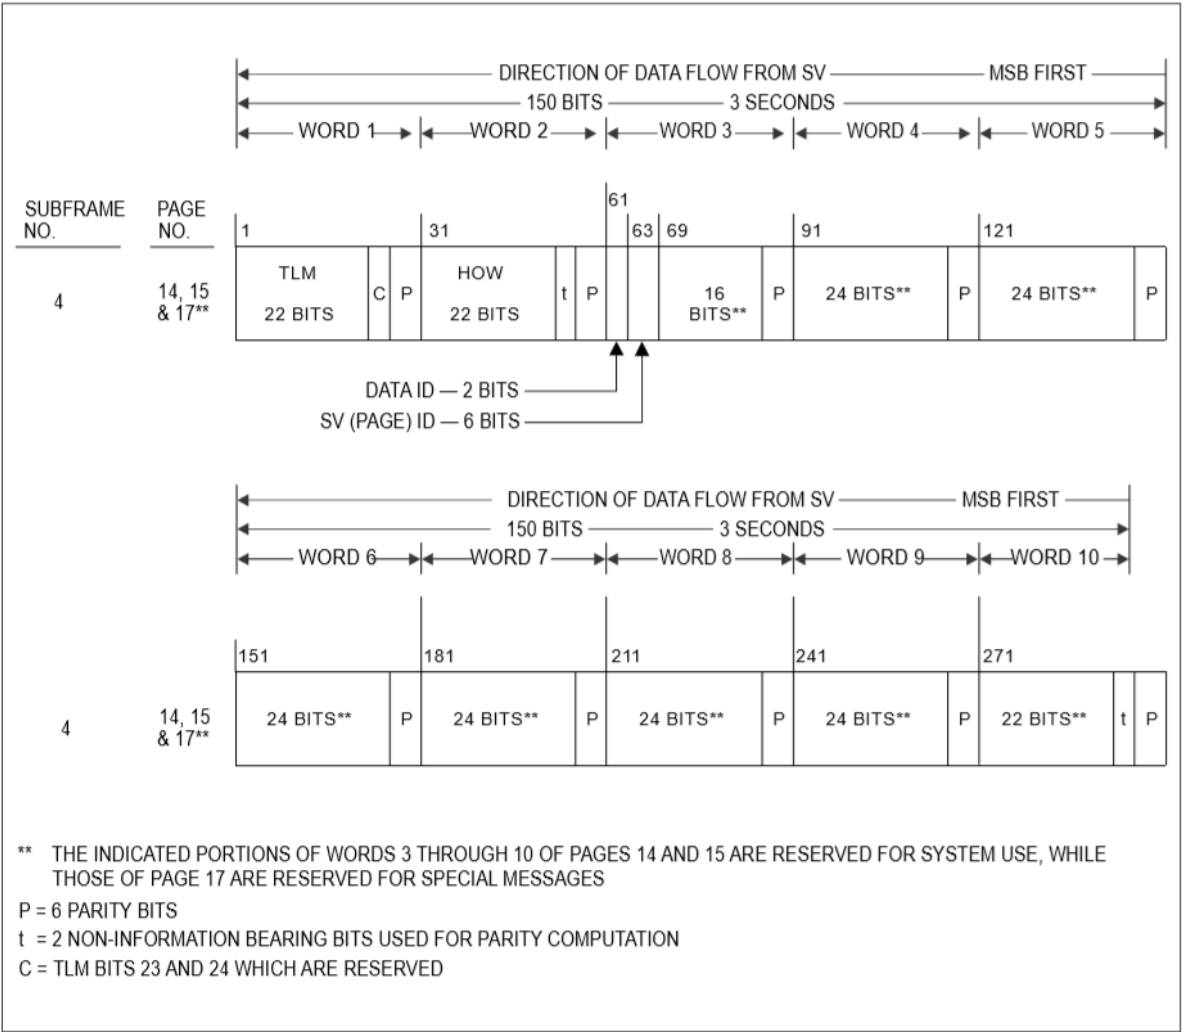 DIRECTION OF DATA FLOW FROM SV MSB FIRST
150 BITS 3 SECONDS
WORD 1 WORD 2 WORD 3 WORD 4 WORD 5
SUBFRAME NO.
PAGE NO.
1 31 61 63 69 91 121
4
14, 15 & 17**
TLM
22 BITS
C
P
HOW
22 BITS
t
P
16 BITS**
P
24 BITS**
P
24 BITS**
P
DATA ID — 2 BITS
SV (PAGE) ID — 6 BITS
DIRECTION OF DATA FLOW FROM SV MSB FIRST
150 BITS 3 SECONDS
WORD 6 WORD 7 WORD 8 WORD 9 WORD 10
151 181 211 241 271
4
14, 15 & 17**
24 BITS**
P
24 BITS**
P
24 BITS**
P
24 BITS**
P
22 BITS**
t
P
** THE INDICATED PORTIONS OF WORDS 3 THROUGH 10 OF PAGES 14 AND 15 ARE RESERVED FOR SYSTEM USE, WHILE
THOSE OF PAGE 17 ARE RESERVED FOR SPECIAL MESSAGES
P = 6 PARITY BITS
t = 2 NON-INFORMATION BEARING BITS USED FOR PARITY COMPUTATION
C = TLM BITS 23 AND 24 WHICH ARE RESERVED